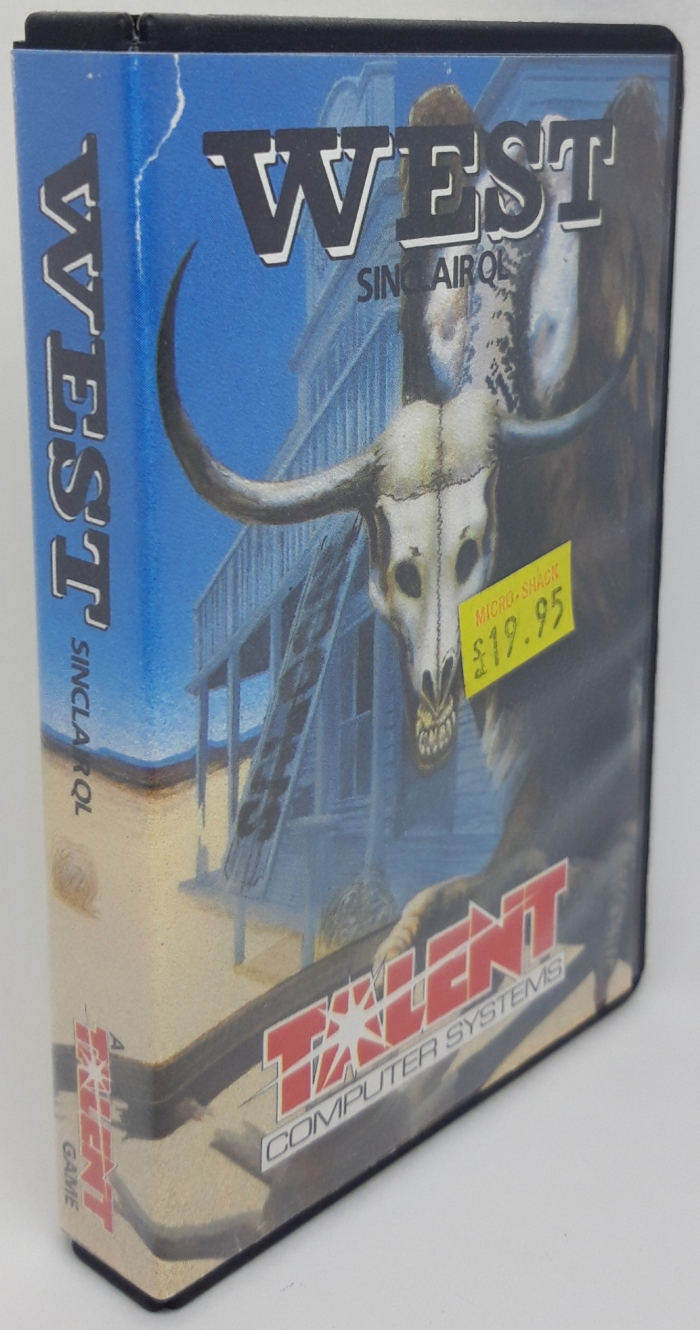 WEST
SINCLAIR QL
MICRO-SHACK
£19.95
TALENT
COMPUTER SYSTEMS
WEST
SINCLAIR QL
A
TALENT
GAME